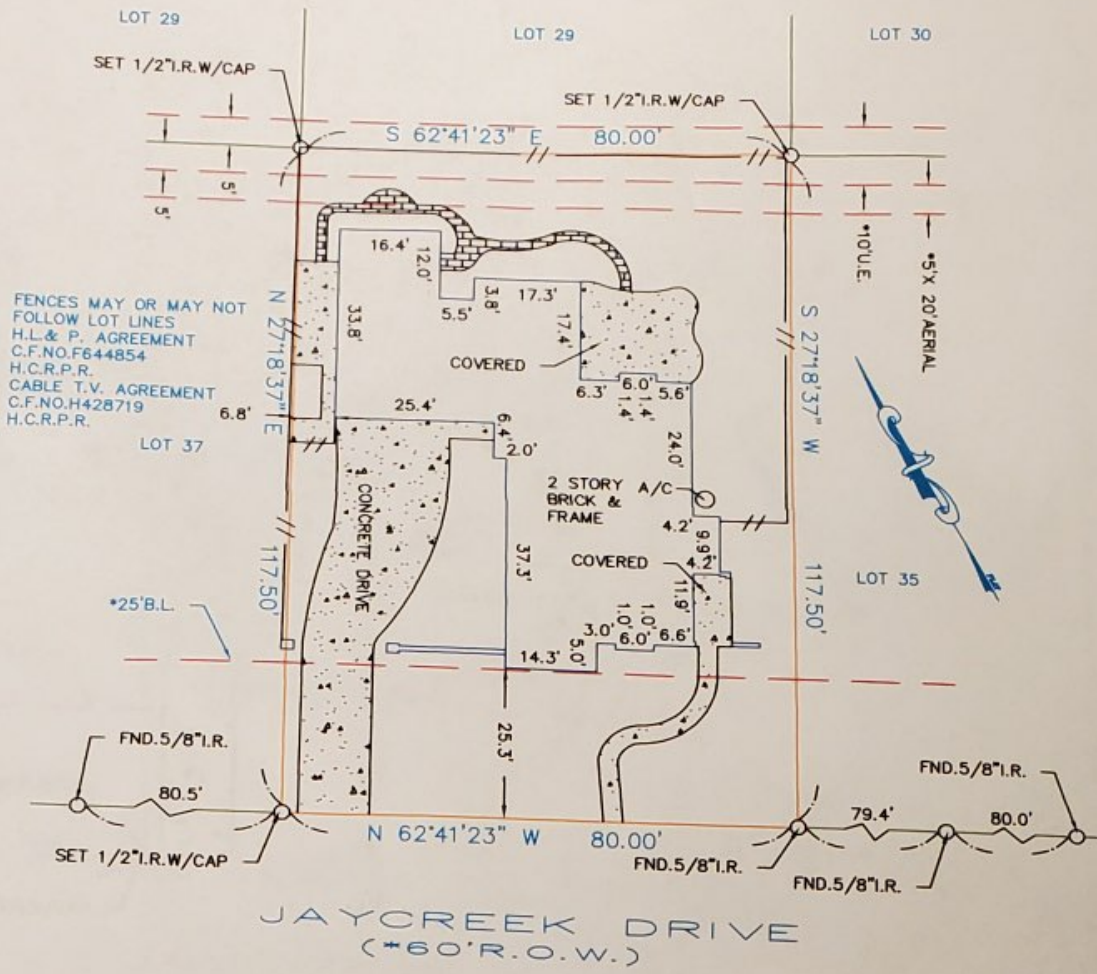 LOT 29
LOT 29
LOT 30
SET 1/2"I.R.W/CAP
SET 1/2"I.R.W/CAP
S 62°41'23" E 80.00'
5'
5'
*10'U.E.
*5'X 20'AERIAL
16.4'
12.0'
5.5'
3.8'
17.3'
17.4'
33.8'
COVERED
6.3'
6.0'
1.4'
1.4'
5.6'
FENCES MAY OR MAY NOT
FOLLOW LOT LINES
H.L.& P. AGREEMENT
C.F.NO.F644854
H.C.R.P.R.
CABLE T.V. AGREEMENT
C.F.NO.H428719
H.C.R.P.R.
6.8'
LOT 37
N 27°18'37" E
117.50'
S 27°18'37" W
117.50'
25.4'
6.4'
2.0'
24.0'
2 STORY
BRICK &
FRAME
A/C
4.2'
9.9'
4.2'
COVERED
11.9'
CONCRETE DRIVE
37.3'
LOT 35
*25'B.L.
3.0'
1.0'
1.0'
6.0'
6.6'
5.0'
14.3'
25.3'
FND.5/8"I.R.
80.5'
SET 1/2"I.R.W/CAP
N 62°41'23" W 80.00'
FND.5/8"I.R.
79.4'
80.0'
FND.5/8"I.R.
FND.5/8"I.R.
JAYCREEK DRIVE
(*60'R.O.W.)